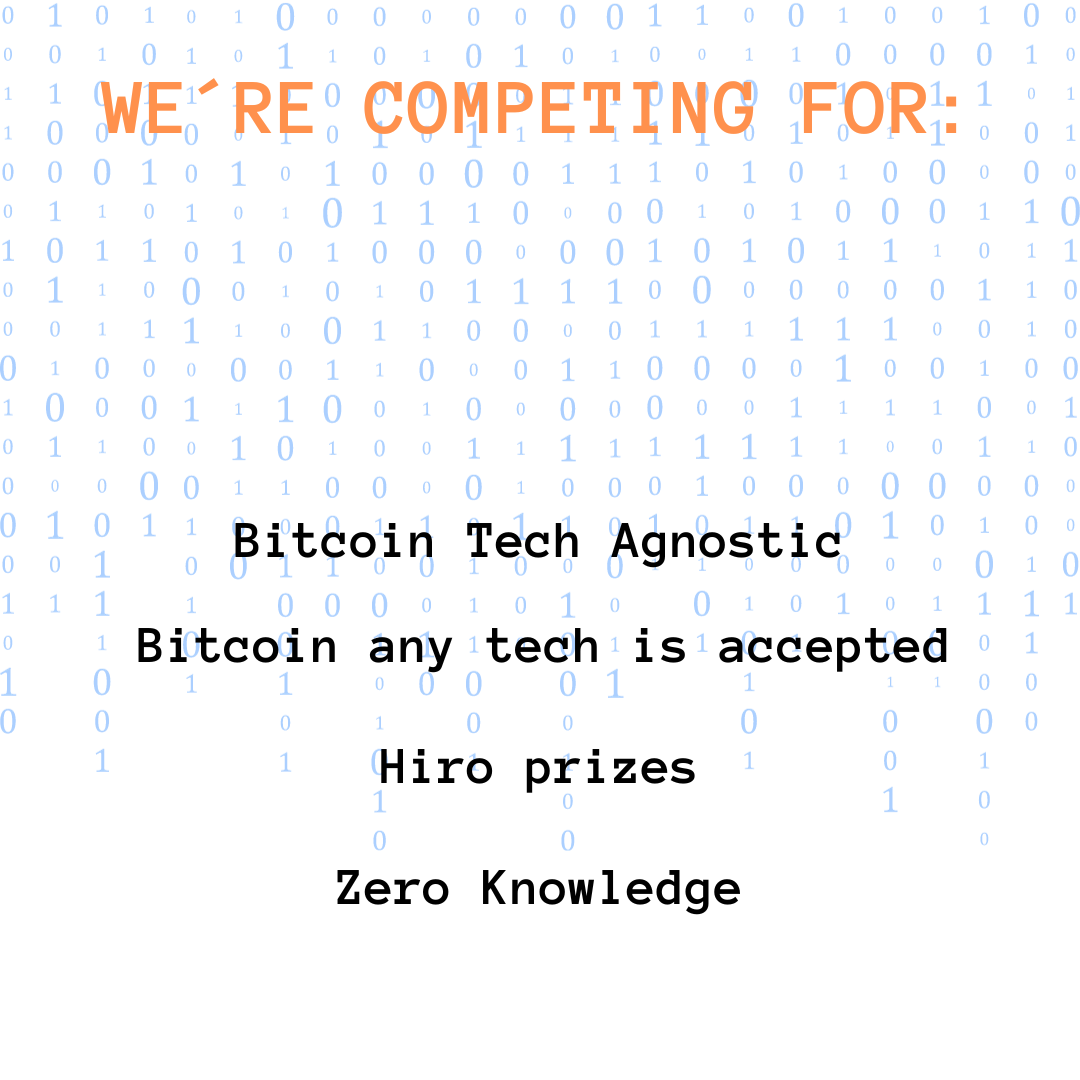 WE´RE COMPETING FOR:
Bitcoin Tech Agnostic
Bitcoin any tech is accepted
Hiro prizes
Zero Knowledge